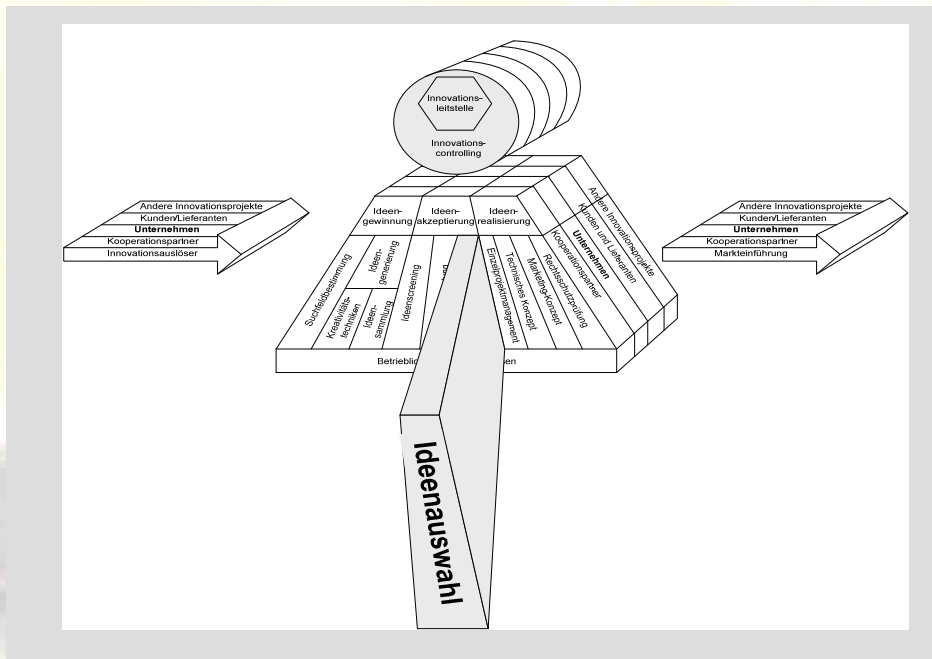 Innovations-
leitstelle
Innovations-
controlling
Andere Innovationsprojekte
Kunden/Lieferanten
Unternehmen
Kooperationspartner
Innovationsauslöser
Ideen-
gewinnung
Ideen-
akzeptierung
Ideen-
realisierung
Suchfeldbestimmung
Ideen-
generierung
Kreativitäts-
techniken
Ideen-
sammlung
Ideenscreening
Einzelprojektmanagement
Technisches Konzept
Marketing-Konzept
Rechtsschutzprüfung
Kooperationspartner
Unternehmen
Kunden und Lieferanten
Andere Innovationsprojekte
Ideenauswahl
Andere Innovationsprojekte
Kunden/Lieferanten
Unternehmen
Kooperationspartner
Markteinführung